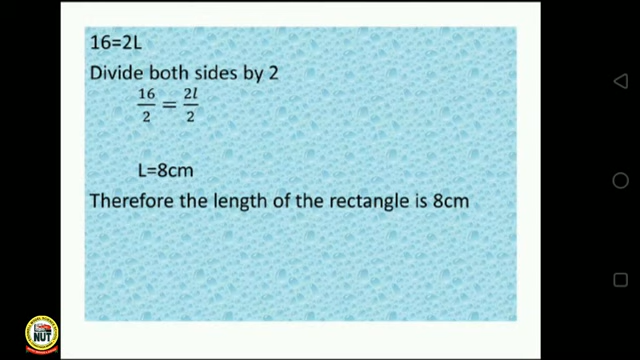 16=2L
Divide both sides by 2
16/2 = 2l/2
L=8cm
Therefore the length of the rectangle is 8cm
NUT